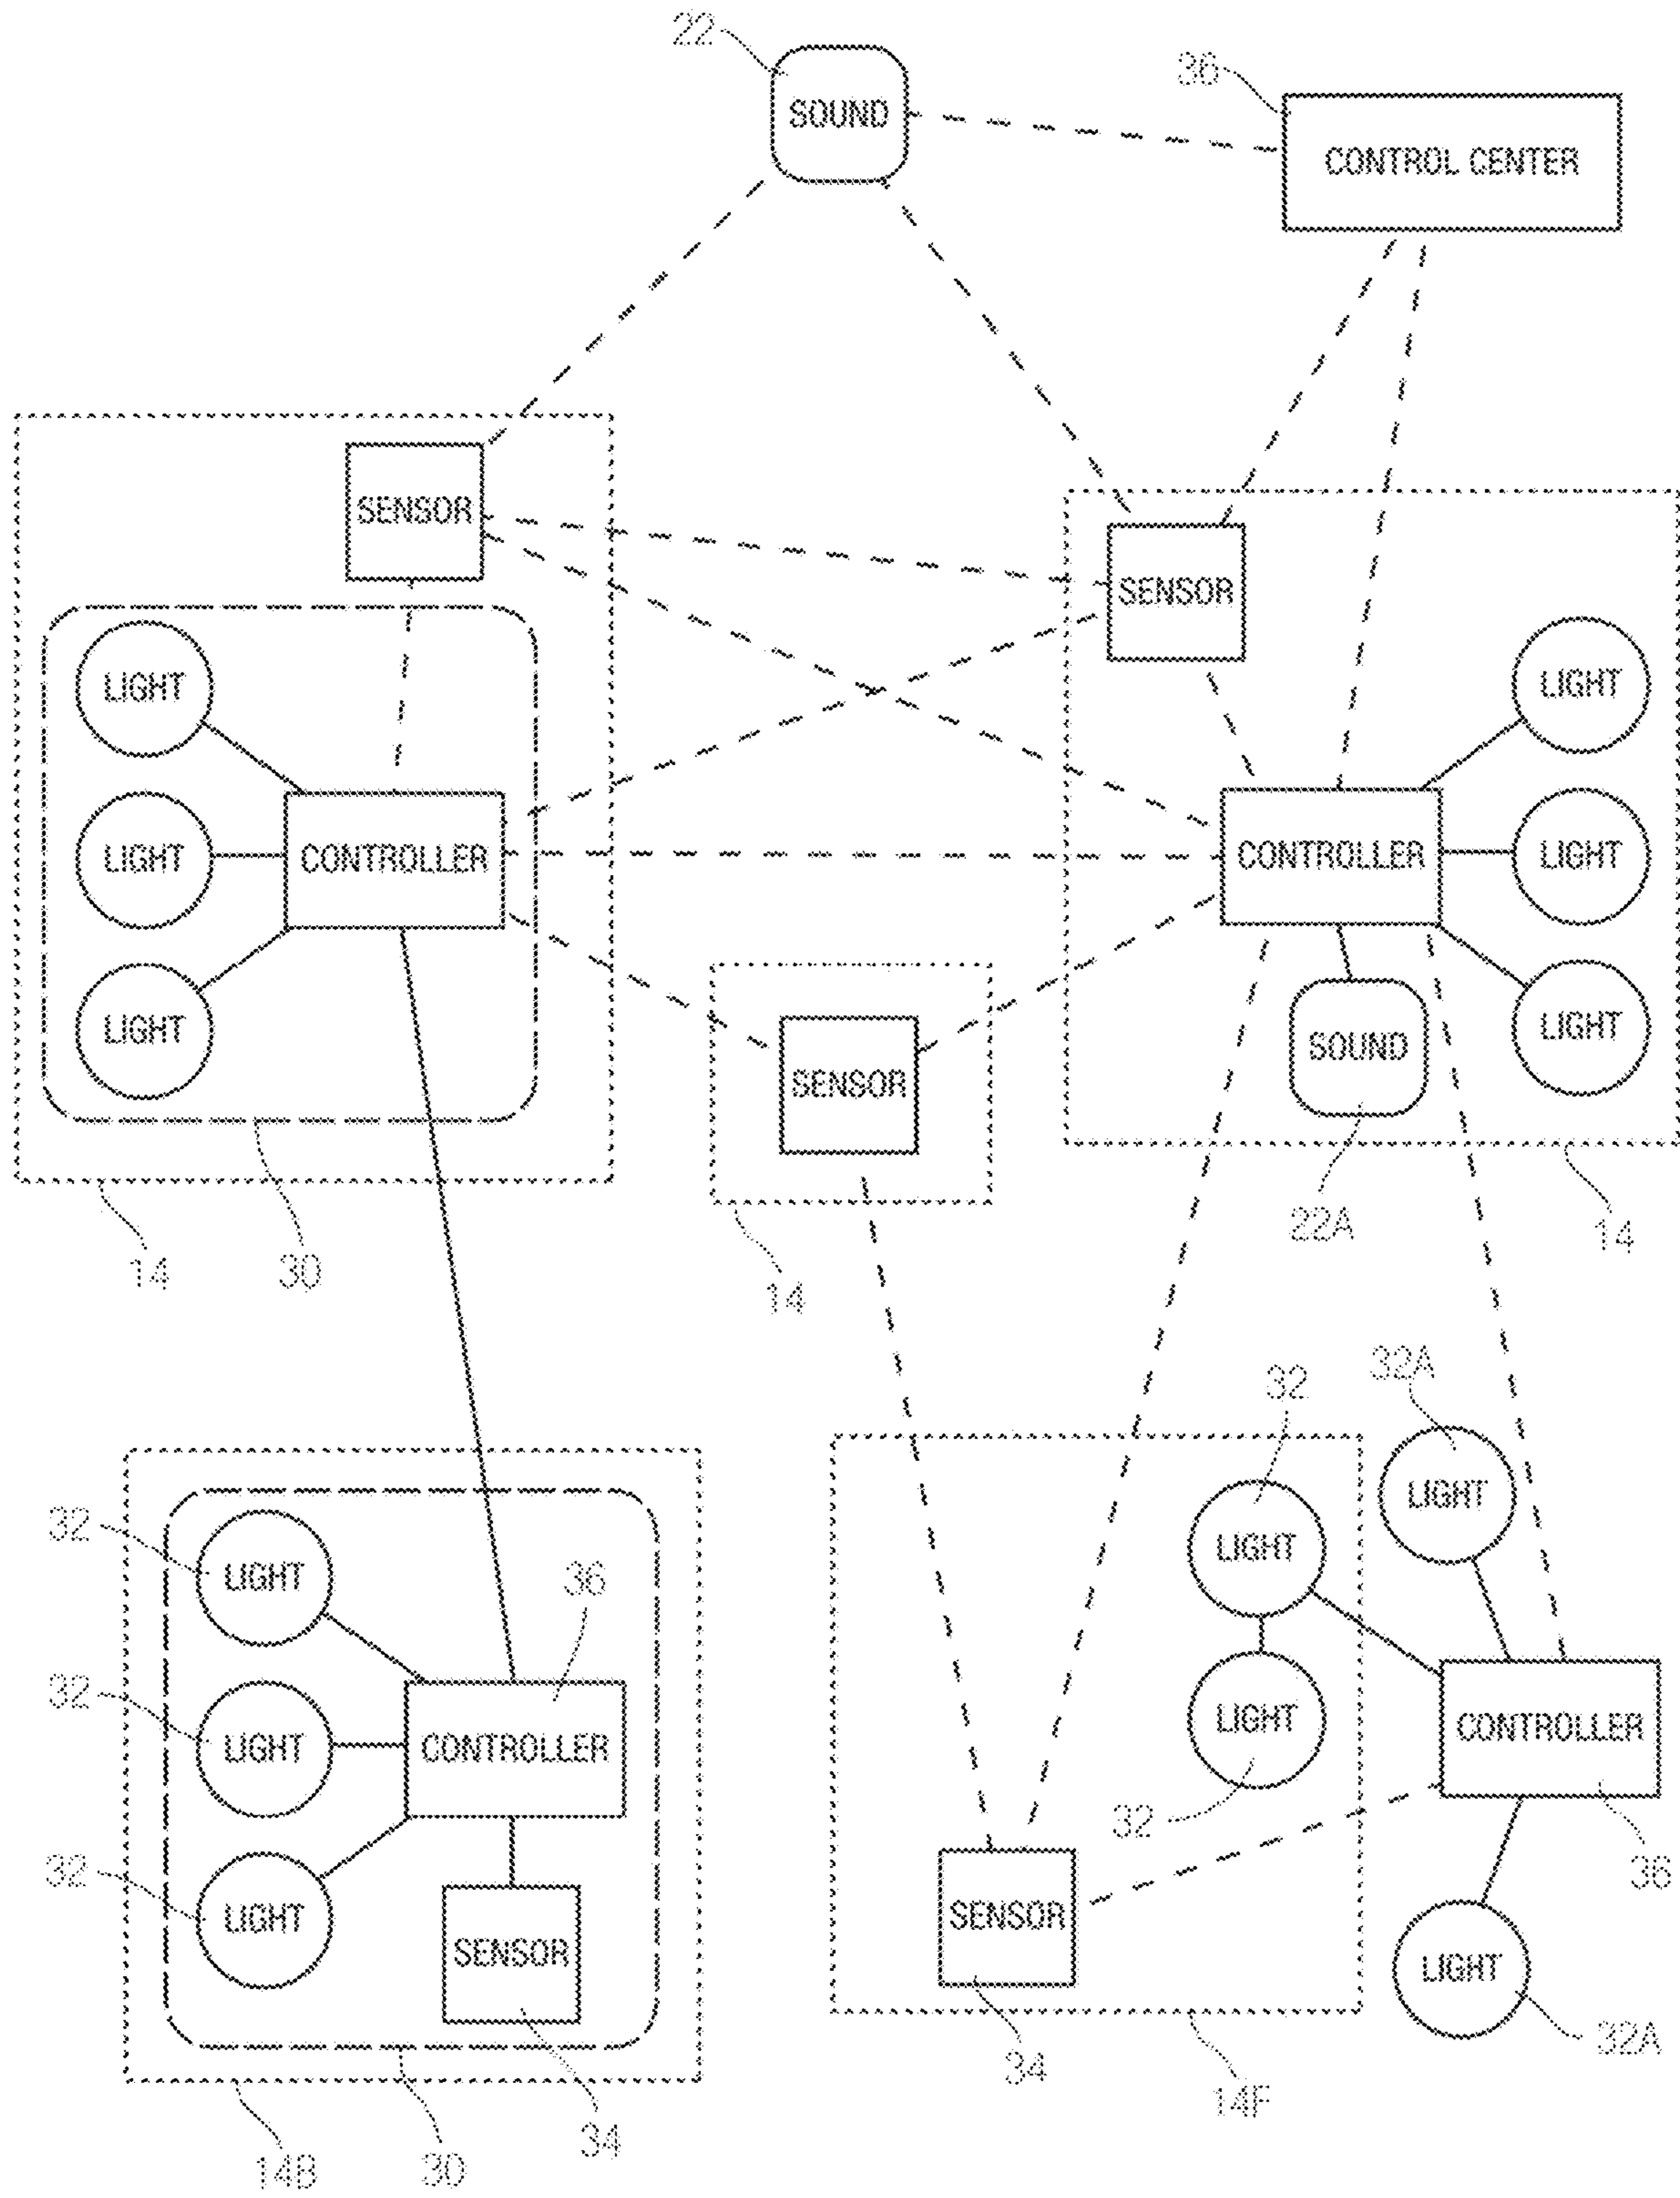 22
SOUND
36
CONTROL CENTER
SENSOR
SENSOR
LIGHT
LIGHT
LIGHT
CONTROLLER
CONTROLLER
LIGHT
LIGHT
LIGHT
SOUND
SENSOR
22A
14
14
30
14
32A
32
LIGHT
LIGHT
32
LIGHT
36
32
LIGHT
CONTROLLER
LIGHT
CONTROLLER
32
32
LIGHT
36
SENSOR
SENSOR
LIGHT
32A
34
14F
34
14B
30